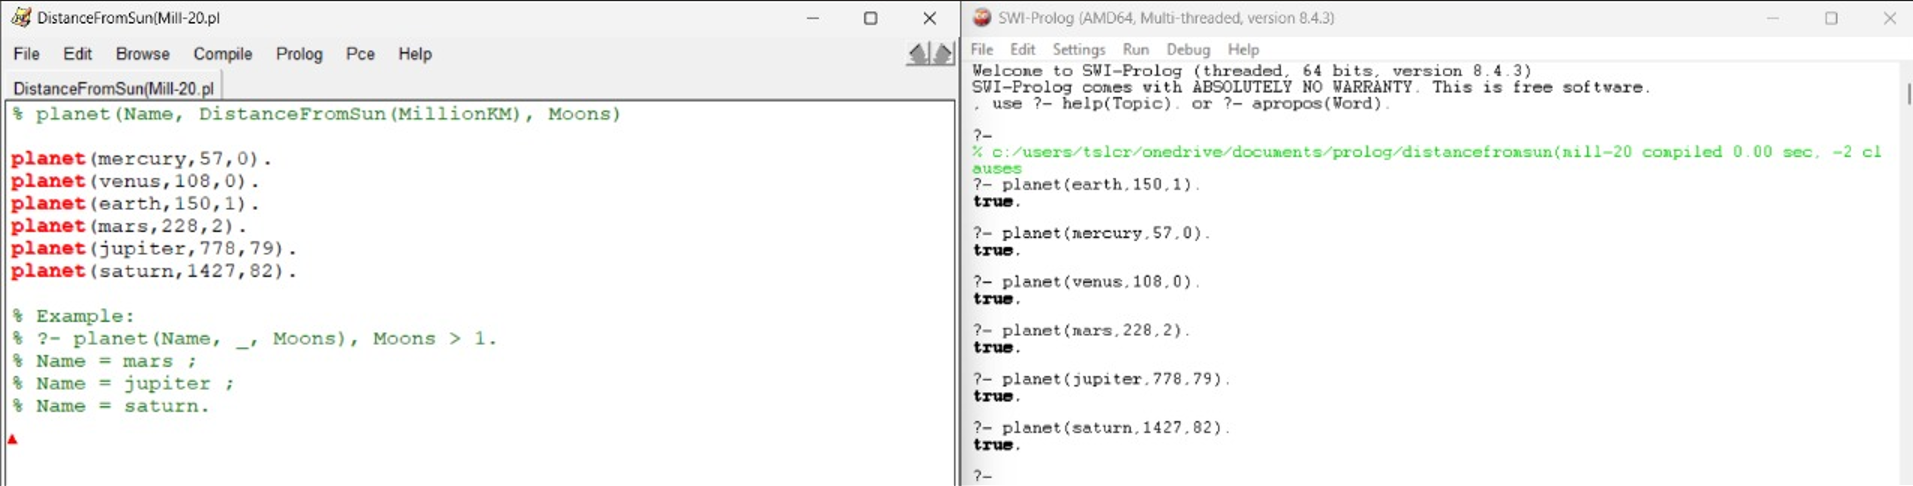 DistanceFromSun(Mill-20.pl
File Edit Browse Compile Prolog Pce Help
DistanceFromSun(Mill-20.pl
% planet(Name, DistanceFromSun(MillionKM), Moons)
planet(mercury,57,0).
planet(venus,108,0).
planet(earth,150,1).
planet(mars,228,2).
planet(jupiter,778,79).
planet(saturn,1427,82).
% Example:
% ?- planet(Name, _, Moons), Moons > 1.
% Name = mars ;
% Name = jupiter ;
% Name = saturn.
SWI-Prolog (AMD64, Multi-threaded, version 8.4.3)
File Edit Settings Run Debug Help
Welcome to SWI-Prolog (threaded, 64 bits, version 8.4.3)
SWI-Prolog comes with ABSOLUTELY NO WARRANTY. This is free software.
, use ?- help(Topic). or ?- apropos(Word).
?-
% c:/users/tslcr/onedrive/documents/prolog/distancefromsun(mill-20 compiled 0.00 sec, -2 cl
auses
?- planet(earth,150,1).
true.
?- planet(mercury,57,0).
true.
?- planet(venus,108,0).
true.
?- planet(mars,228,2).
true.
?- planet(jupiter,778,79).
true.
?- planet(saturn,1427,82).
true.
?-